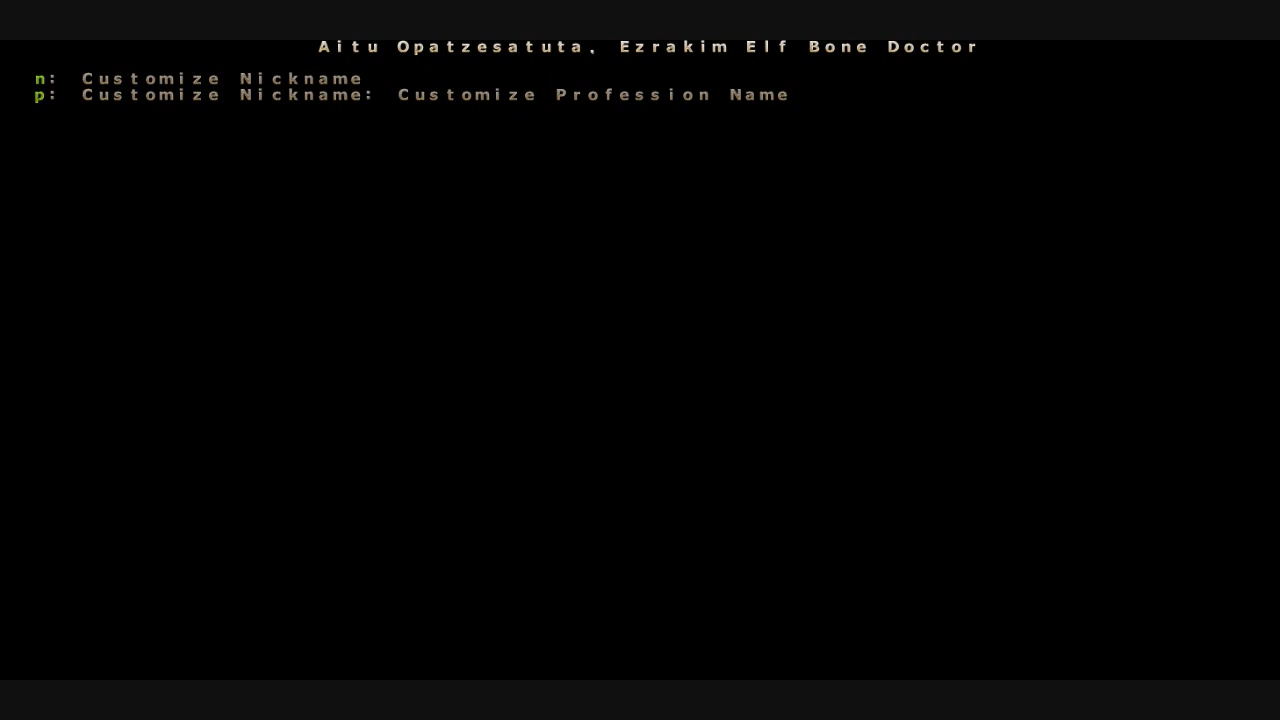 Aitu Opatzesatuta, Ezrakim Elf Bone Doctor
n: Customize Nickname
p: Customize Nickname: Customize Profession Name